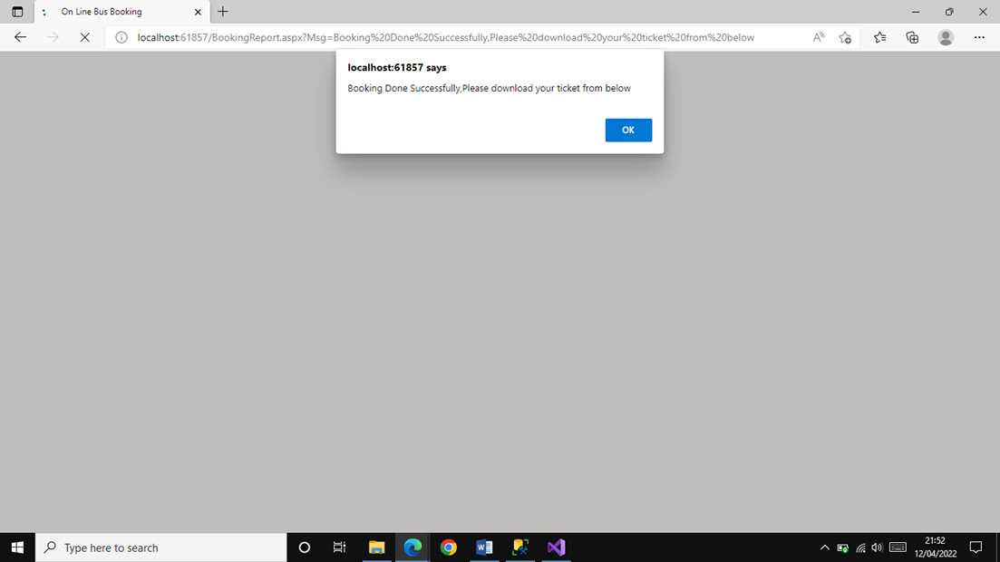 On Line Bus Booking
localhost:61857/BookingReport.aspx?Msg=Booking%20Done%20Successfully,Please%20download%20your%20ticket%20from%20below
localhost:61857 says
Booking Done Successfully,Please download your ticket from below
OK
Type here to search
21:52
12/04/2022